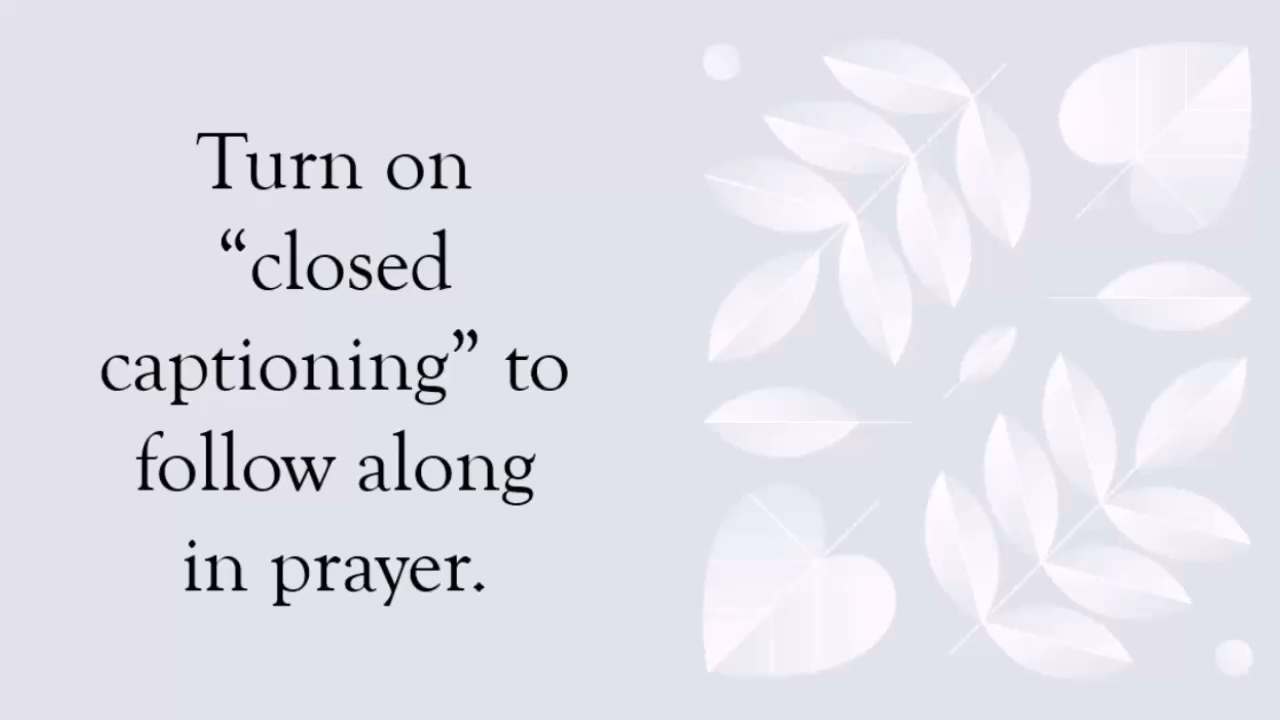 Turn on
“closed
captioning” to
follow along
in prayer.